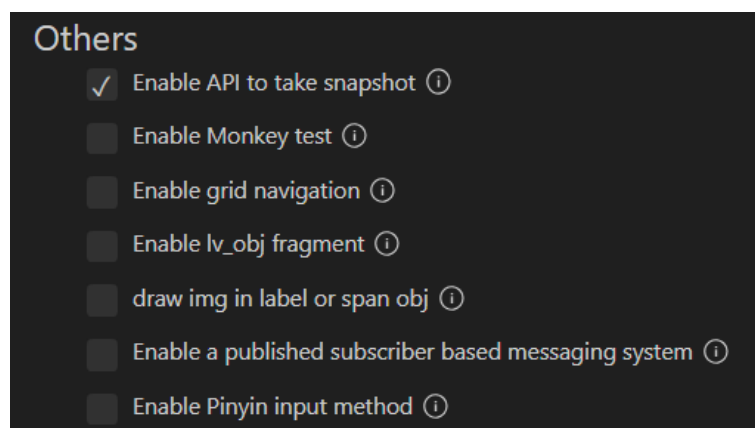 Others
Enable API to take snapshot
Enable Monkey test
Enable grid navigation
Enable lv_obj fragment
draw img in label or span obj
Enable a published subscriber based messaging system
Enable Pinyin input method